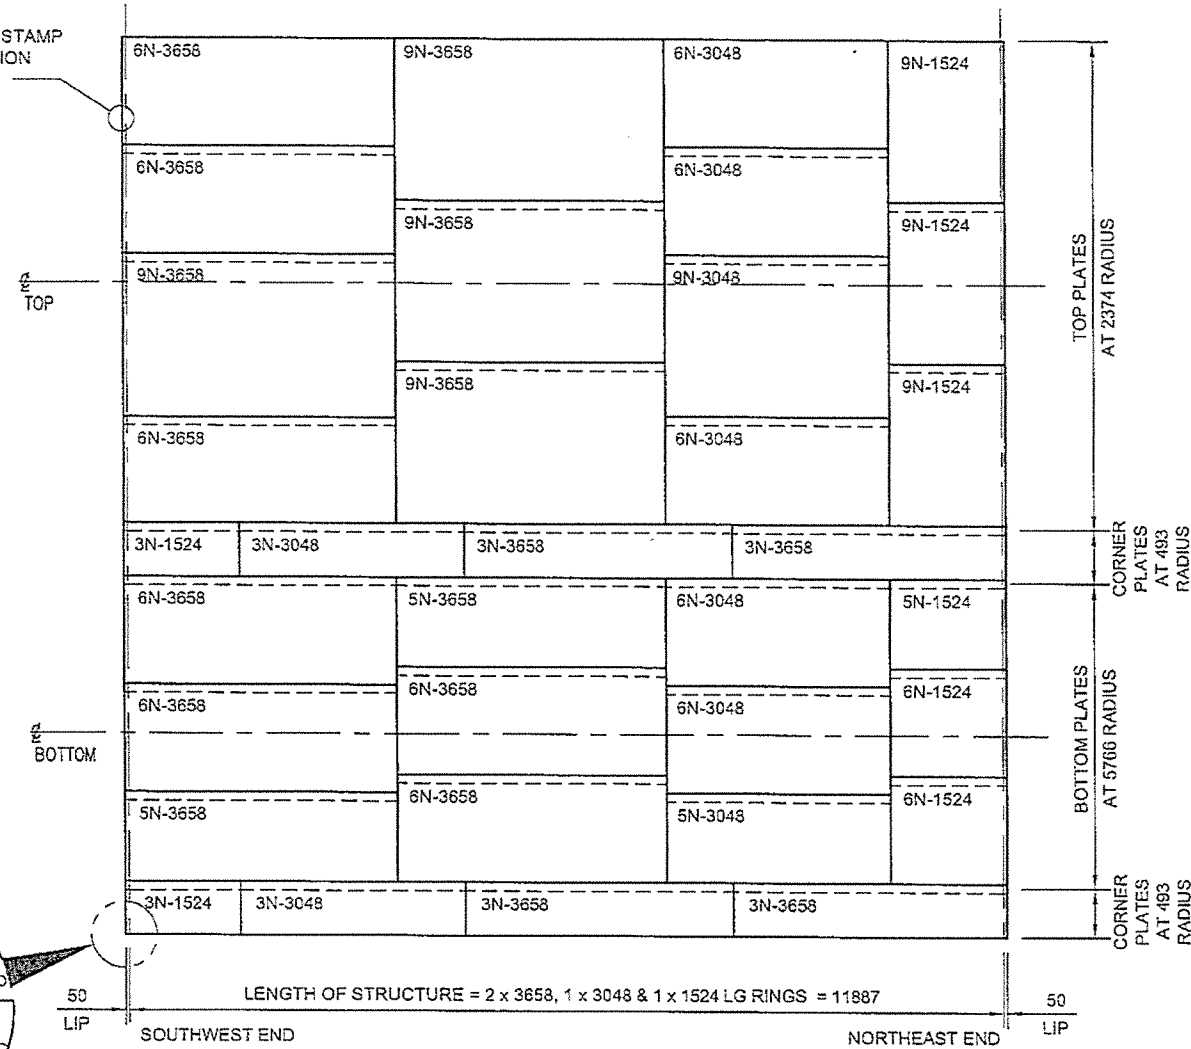 STAMP
ION
6N-3658
9N-3658
6N-3048
9N-1524
6N-3658
6N-3048
9N-3658
9N-1524
9N-3658
9N-3048
TOP
9N-3658
9N-1524
6N-3658
6N-3048
TOP PLATES
AT 2374 RADIUS
3N-1524
3N-3048
3N-3658
3N-3658
CORNER
PLATES
AT 493
RADIUS
6N-3658
5N-3658
6N-3048
5N-1524
6N-3658
6N-3658
6N-3048
6N-1524
BOTTOM
5N-3658
6N-3658
5N-3048
6N-1524
BOTTOM PLATES
AT 5766 RADIUS
3N-1524
3N-3048
3N-3658
3N-3658
CORNER
PLATES
AT 493
RADIUS
50
LIP
LENGTH OF STRUCTURE = 2 x 3658, 1 x 3048 & 1 x 1524 LG RINGS = 11887
50
LIP
SOUTHWEST END
NORTHEAST END